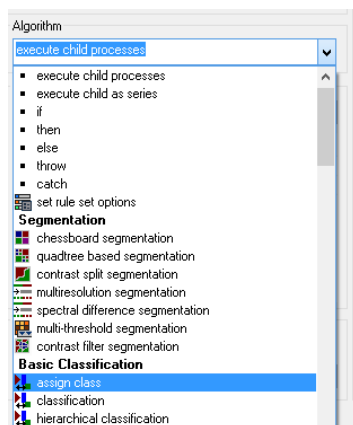 Algorithm
execute child processes
execute child processes
execute child as series
if
then
else
throw
catch
set rule set options
Segmentation
chessboard segmentation
quadtree based segmentation
contrast split segmentation
multiresolution segmentation
spectral difference segmentation
multi-threshold segmentation
contrast filter segmentation
Basic Classification
assign class
classification
hierarchical classification